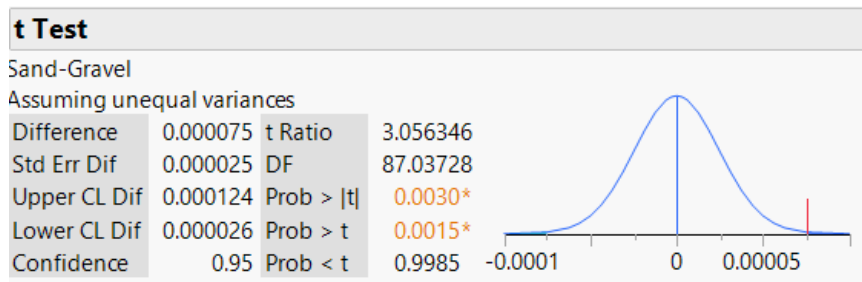 t Test
Sand-Gravel
Assuming unequal variances
Difference 0.000075 t Ratio 3.056346
Std Err Dif 0.000025 DF 87.03728
Upper CL Dif 0.000124 Prob > |t| 0.0030*
Lower CL Dif 0.000026 Prob > t 0.0015*
Confidence 0.95 Prob < t 0.9985
-0.0001 0 0.00005